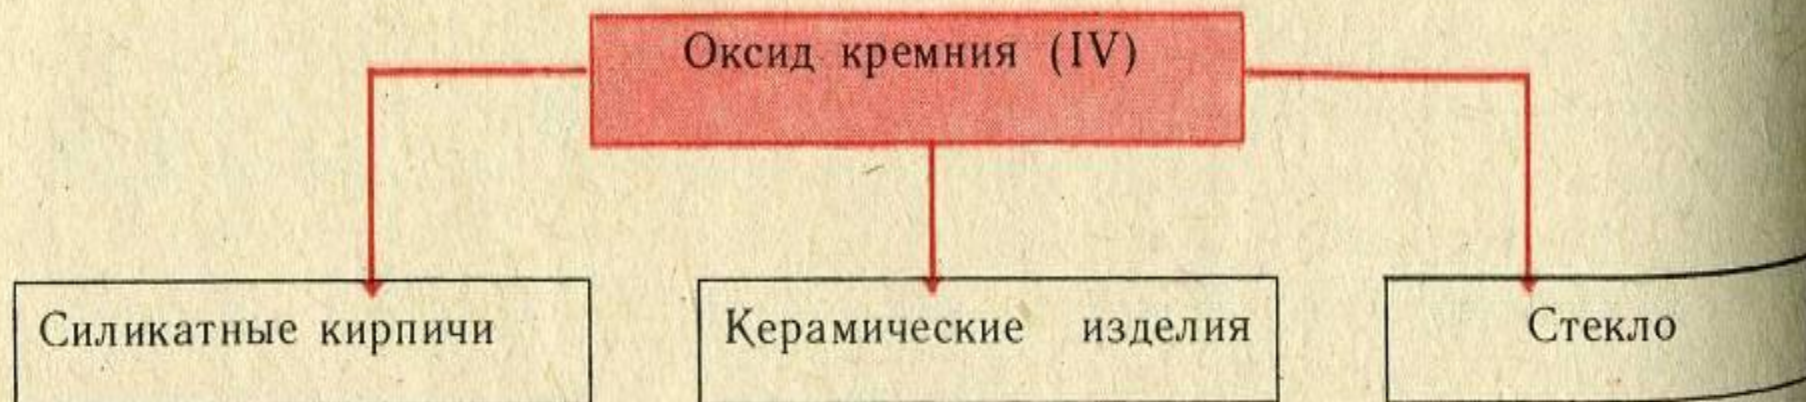 Оксид кремния (IV)
Силикатные кирпичи
Керамические изделия
Стекло